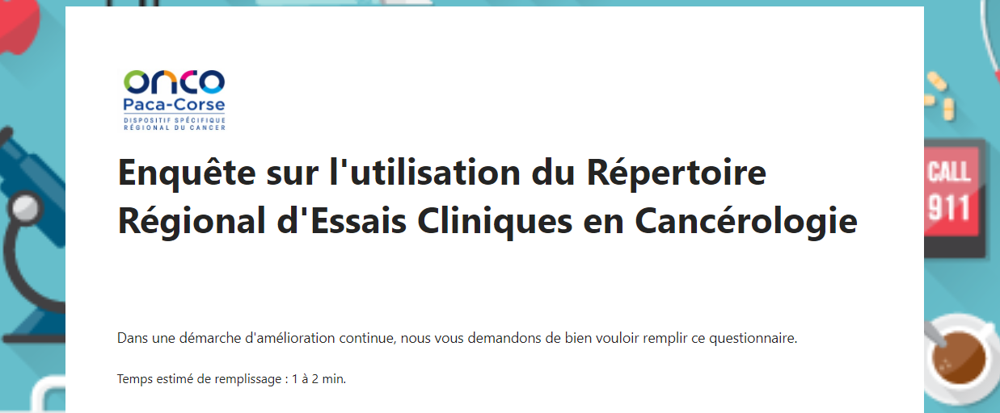 onco
Paca-Corse
DISPOSITIF SPÉCIFIQUE
RÉGIONAL DU CANCER
Enquête sur l'utilisation du Répertoire
Régional d'Essais Cliniques en Cancérologie
CALL
911
Dans une démarche d'amélioration continue, nous vous demandons de bien vouloir remplir ce questionnaire.
Temps estimé de remplissage : 1 à 2 min.